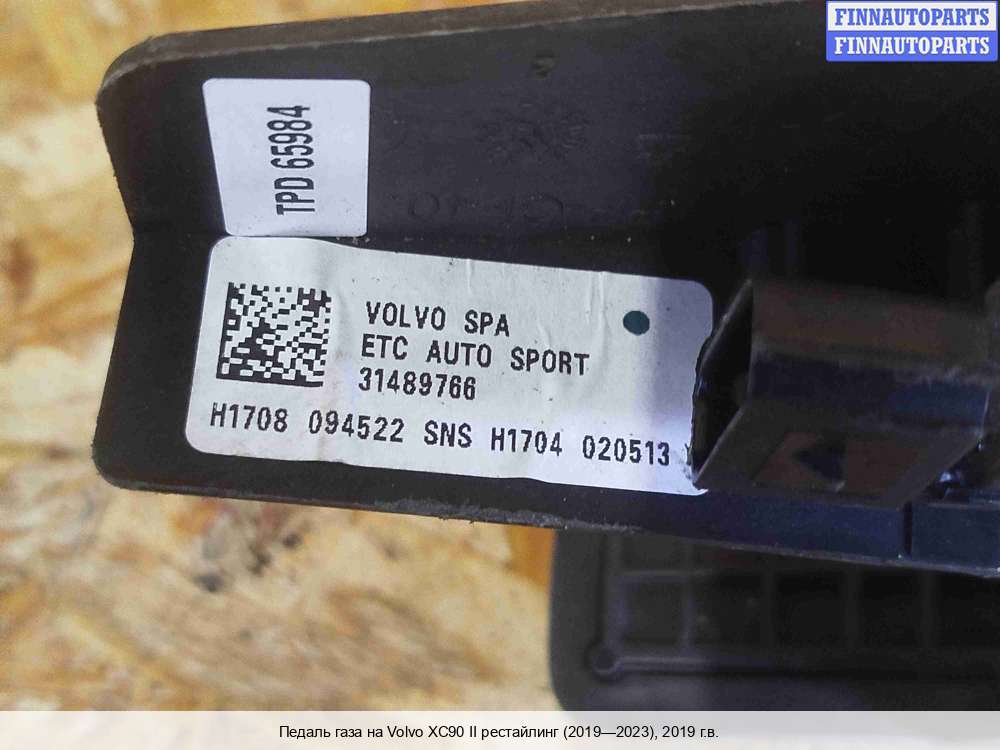 FINNAUTOPARTS
FINNAUTOPARTS
TPD 65984
VOLVO SPA
ETC AUTO SPORT
31489766
H1708 094522 SNS H1704 020513
Педаль газа на Volvo XC90 II рестайлинг (2019—2023), 2019 г.в.